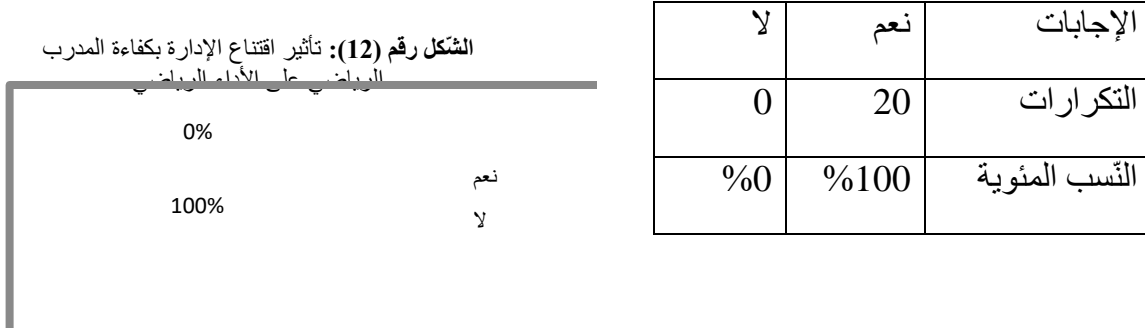 الإجابات نعم لا
التكرارات 20 0
النّسب المئوية %100 %0
الشّكل رقم (12): تأثير اقتناع الإدارة بكفاءة المدرب
الرياضي على الأداء الرياضي
0%
100%
نعم
لا